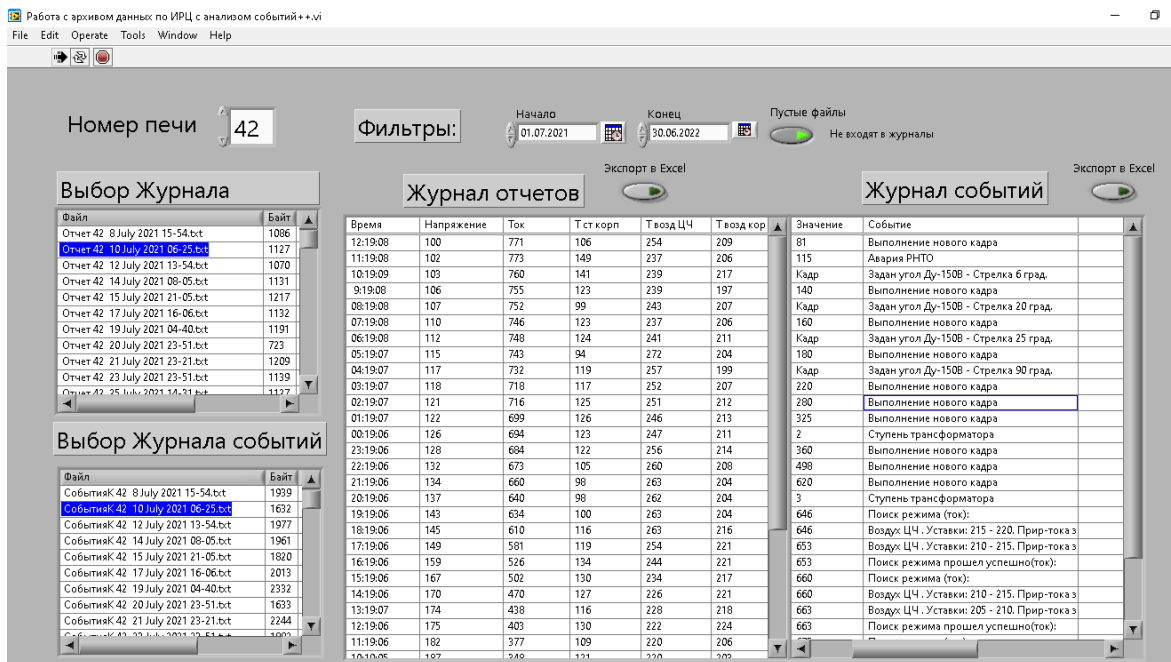 Работа с архивом данных по ИРЦ с анализом событий++.vi
File Edit Operate Tools Window Help
Номер печи 42
Фильтры:
Начало
01.07.2021
Конец
30.06.2022
Пустые файлы
Не входят в журналы
Выбор Журнала
Файл Байт
Отчет 42 8 July 2021 15-54.txt 1086
Отчет 42 10 July 2021 06-25.txt 1127
Отчет 42 12 July 2021 13-54.txt 1070
Отчет 42 14 July 2021 08-05.txt 1131
Отчет 42 15 July 2021 21-05.txt 1217
Отчет 42 17 July 2021 16-06.txt 1132
Отчет 42 19 July 2021 04-40.txt 1191
Отчет 42 20 July 2021 23-51.txt 723
Отчет 42 21 July 2021 23-21.txt 1209
Отчет 42 23 July 2021 23-51.txt 1139
Отчет 42 25 July 2021 14-31.txt 1127
Выбор Журнала событий
Файл Байт
СобытияК 42 8 July 2021 15-54.txt 1939
СобытияК 42 10 July 2021 06-25.txt 1632
СобытияК 42 12 July 2021 13-54.txt 1977
СобытияК 42 14 July 2021 08-05.txt 1961
СобытияК 42 15 July 2021 21-05.txt 1820
СобытияК 42 17 July 2021 16-06.txt 2013
СобытияК 42 19 July 2021 04-40.txt 2332
СобытияК 42 20 July 2021 23-51.txt 1633
СобытияК 42 21 July 2021 23-21.txt 2244
Журнал отчетов
Экспорт в Excel
Время Напряжение Ток Т ст корп Т возд ЦЧ Т возд кор
12:19:08 100 771 106 254 209
11:19:08 102 773 149 237 206
10:19:09 103 760 141 239 217
9:19:08 106 755 123 239 197
08:19:08 107 752 99 243 207
07:19:08 110 746 123 237 206
06:19:08 112 748 124 241 211
05:19:07 115 743 94 272 204
04:19:07 117 732 119 257 199
03:19:07 118 718 117 252 207
02:19:07 121 716 125 251 212
01:19:07 122 699 126 246 213
00:19:06 126 694 123 247 211
23:19:06 128 684 122 256 214
22:19:06 132 673 105 260 208
21:19:06 134 660 98 263 204
20:19:06 137 640 98 262 204
19:19:06 143 634 100 263 204
18:19:06 145 610 116 263 216
17:19:06 149 581 119 254 221
16:19:06 159 526 134 244 221
15:19:06 167 502 130 234 217
14:19:06 170 470 127 226 221
13:19:07 174 438 116 228 218
12:19:06 175 403 130 222 224
11:19:06 182 377 109 220 206
10:19:05 187 348 121 220 202
Журнал событий
Экспорт в Excel
Значение Событие
81 Выполнение нового кадра
115 Авария РНТО
Кадр Задан угол Ду-150В - Стрелка 6 град.
140 Выполнение нового кадра
Кадр Задан угол Ду-150В - Стрелка 20 град.
160 Выполнение нового кадра
Кадр Задан угол Ду-150В - Стрелка 25 град.
180 Выполнение нового кадра
Кадр Задан угол Ду-150В - Стрелка 90 град.
220 Выполнение нового кадра
280 Выполнение нового кадра
325 Выполнение нового кадра
2 Ступень трансформатора
360 Выполнение нового кадра
498 Выполнение нового кадра
620 Выполнение нового кадра
3 Ступень трансформатора
646 Поиск режима (ток):
646 Воздух ЦЧ . Уставки: 215 - 220. Прир-тока з
653 Воздух ЦЧ . Уставки: 210 - 215. Прир-тока з
653 Поиск режима прошел успешно(ток):
660 Поиск режима (ток):
660 Воздух ЦЧ . Уставки: 210 - 215. Прир-тока з
663 Воздух ЦЧ . Уставки: 205 - 210. Прир-тока з
663 Поиск режима прошел успешно(ток):